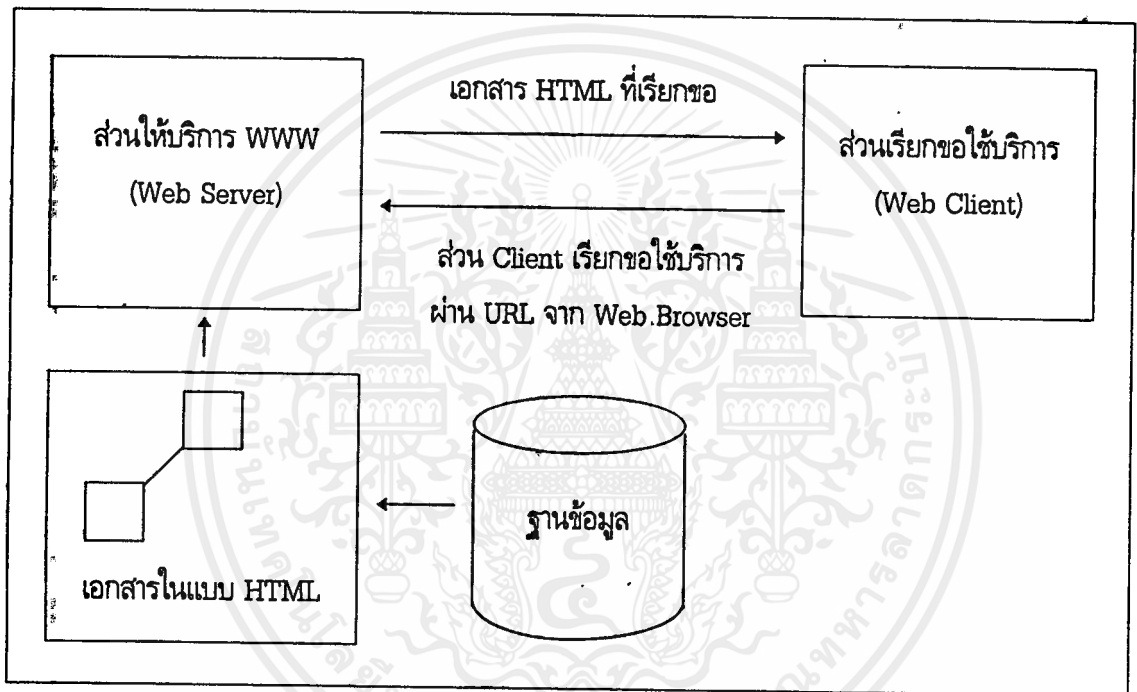 ส่วนให้บริการ WWW
(Web Server)
เอกสาร HTML ที่เรียกขอ
ส่วนเรียกขอใช้บริการ
(Web Client)
ส่วน Client เรียกขอใช้บริการ
ผ่าน URL จาก Web.Browser
เอกสารในแบบ HTML
ฐานข้อมูล